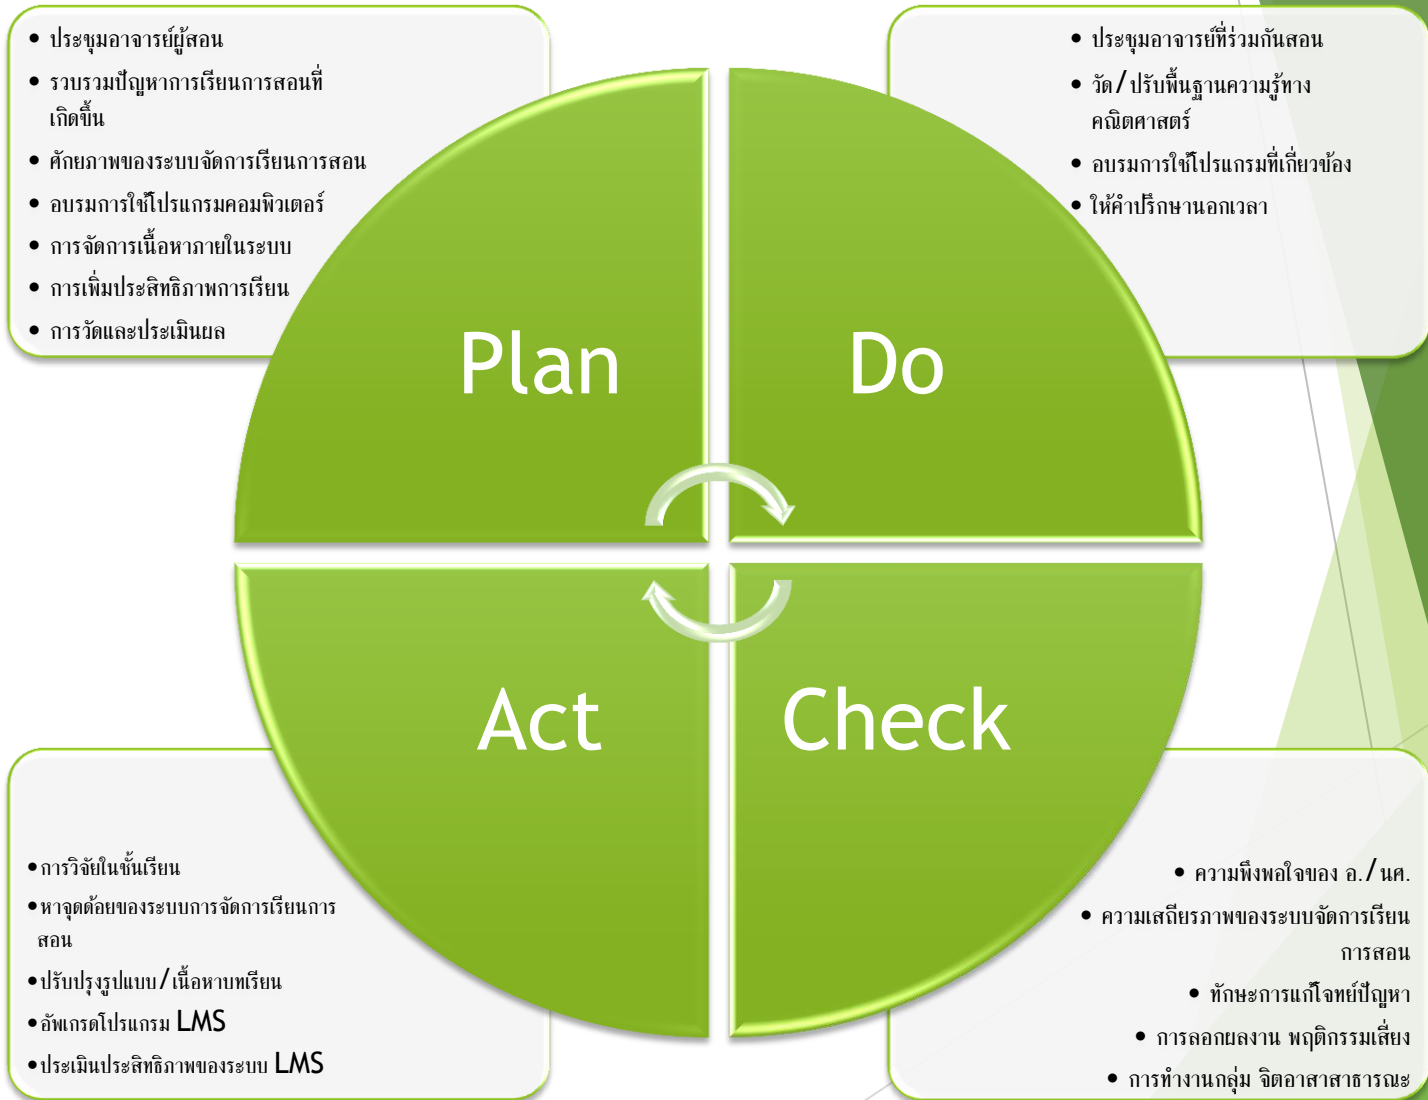 • ประชุมอาจารย์ผู้สอน
• รวบรวมปัญหาการเรียนการสอนที่
เกิดขึ้น
• ศักยภาพของระบบจัดการเรียนการสอน
• อบรมการใช้โปรแกรมคอมพิวเตอร์
• การจัดการเนื้อหาภายในระบบ
• การเพิ่มประสิทธิภาพการเรียน
• การวัดและประเมินผล
Plan
• ประชุมอาจารย์ที่ร่วมกันสอน
• วัด/ปรับพื้นฐานความรู้ทาง
คณิตศาสตร์
• อบรมการใช้โปรแกรมที่เกี่ยวข้อง
• ให้คำปรึกษานอกเวลา
Do
Act
•การวิจัยในชั้นเรียน
•หาจุดด้อยของระบบการจัดการเรียนการ
สอน
•ปรับปรุงรูปแบบ/เนื้อหาบทเรียน
•อัพเกรดโปรแกรม LMS
•ประเมินประสิทธิภาพของระบบ LMS
Check
• ความพึงพอใจของ อ./นศ.
• ความเสถียรภาพของระบบจัดการเรียน
การสอน
• ทักษะการแก้โจทย์ปัญหา
• การลอกผลงาน พฤติกรรมเสี่ยง
• การทำงานกลุ่ม จิตอาสาสาธารณะ